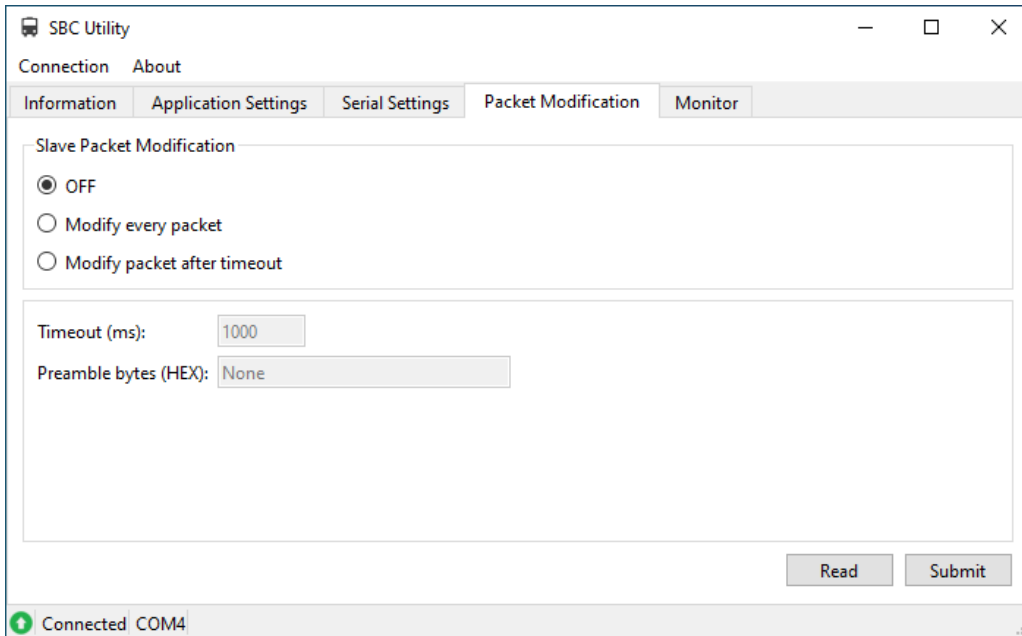 SBC Utility
Connection About
Information Application Settings Serial Settings Packet Modification Monitor
Slave Packet Modification
OFF
Modify every packet
Modify packet after timeout
Timeout (ms): 1000
Preamble bytes (HEX): None
Read Submit
Connected COM4